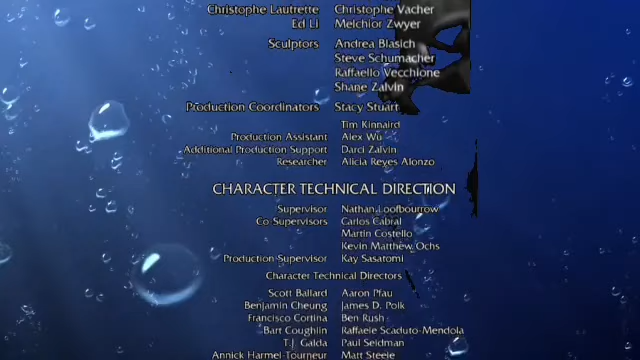 Christophe Lautrette Christophe Vacher
Ed Li Melchior Zwyer
Sculptors Andrea Blasich
Steve Schumacher
Raffaello Vecchione
Shane Zalvin
Production Coordinators Stacy Stuart
Tim Kinnaird
Production Assistant Alex Wu
Additional Production Support Darci Zalvin
Researcher Alicia Reyes Alonzo
CHARACTER TECHNICAL DIRECTION
Supervisor Nathan Loofbourrow
Co Supervisors Carlos Cabral
Martin Costello
Kevin Matthew Ochs
Production Supervisor Kay Sasatomi
Character Technical Directors
Scott Ballard Aaron Pfau
Benjamin Cheung James D. Polk
Francisco Cortina Ben Rush
Bart Coughlin Raffaele Scaduto-Mendola
T.J. Galda Paul Seidman
Annick Harmel-Tourneur Matt Steele